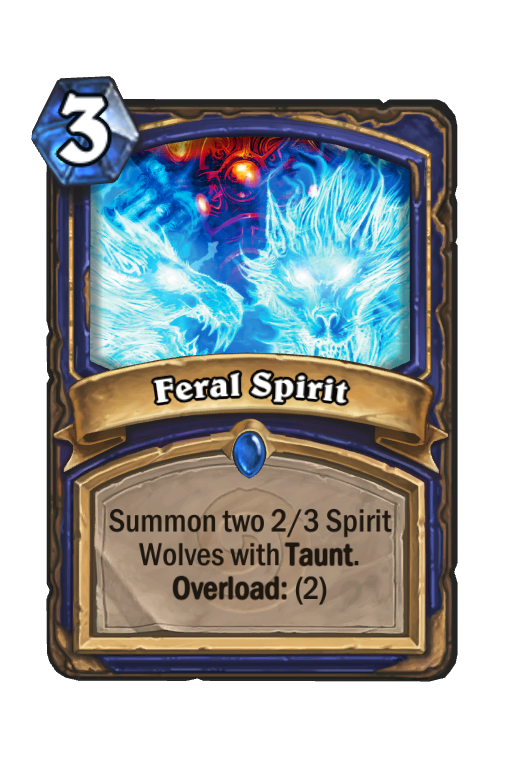 3
Feral Spirit
Summon two 2/3 Spirit
Wolves with Taunt.
Overload: (2)